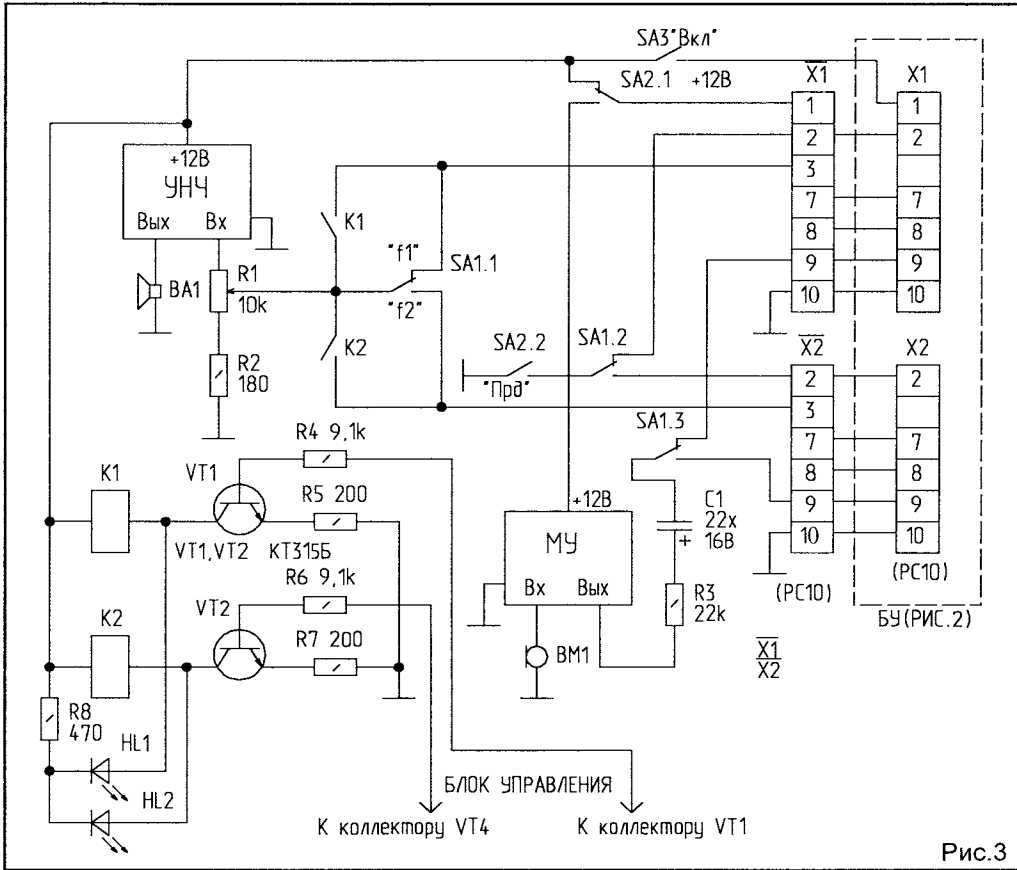 SA3"Вкл"
SA2.1 +12В
X1
X1
1
2
3
7
8
9
10
1
2
7
8
9
10
+12В
УНЧ
Вых Вх
BA1
R1
10k
R2
180
K1
K2
"f1"
"f2"
SA1.1
SA2.2
"Прд"
SA1.2
SA1.3
X2
X2
2
3
7
8
9
10
2
7
8
9
10
(РС10)
(РС10)
БУ(РИС.2)
K1
VT1
R4 9,1k
R5 200
VT1,VT2 КТ315Б
R6 9,1k
K2
VT2
R7 200
R8
470
HL1
HL2
+12В
МУ
Вх Вых
BM1
C1
22x
16В
+
R3
22k
X1
X2
БЛОК УПРАВЛЕНИЯ
К коллектору VT4
К коллектору VT1
Рис.3